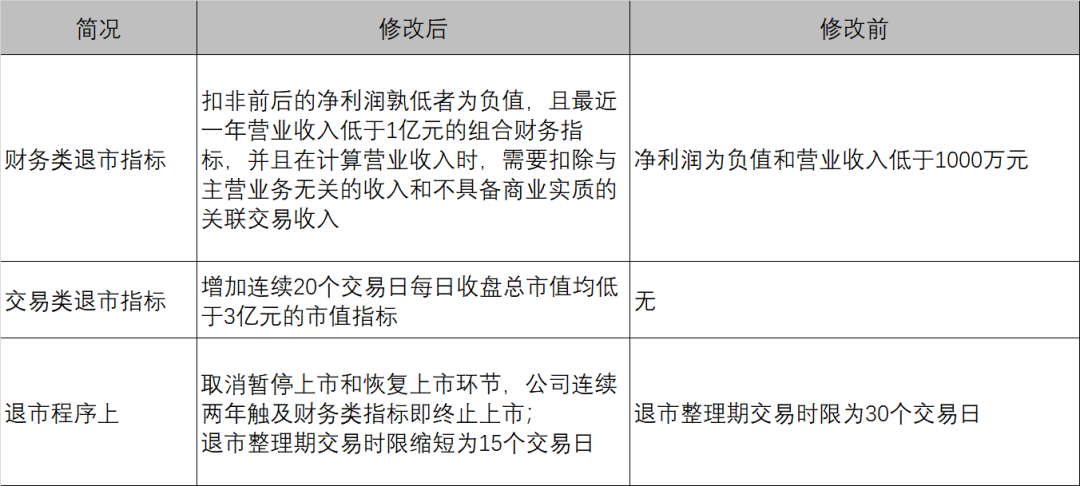 简况
修改后
修改前
财务类退市指标
扣非前后的净利润孰低者为负值，且最近
一年营业收入低于1亿元的组合财务指
标，并且在计算营业收入时，需要扣除与
主营业务无关的收入和不具备商业实质的
关联交易收入
净利润为负值和营业收入低于1000万元
交易类退市指标
增加连续20个交易日每日收盘总市值均低
于3亿元的市值指标
无
退市程序上
取消暂停上市和恢复上市环节，公司连续
两年触及财务类指标即终止上市；
退市整理期交易时限缩短为15个交易日
退市整理期交易时限为30个交易日